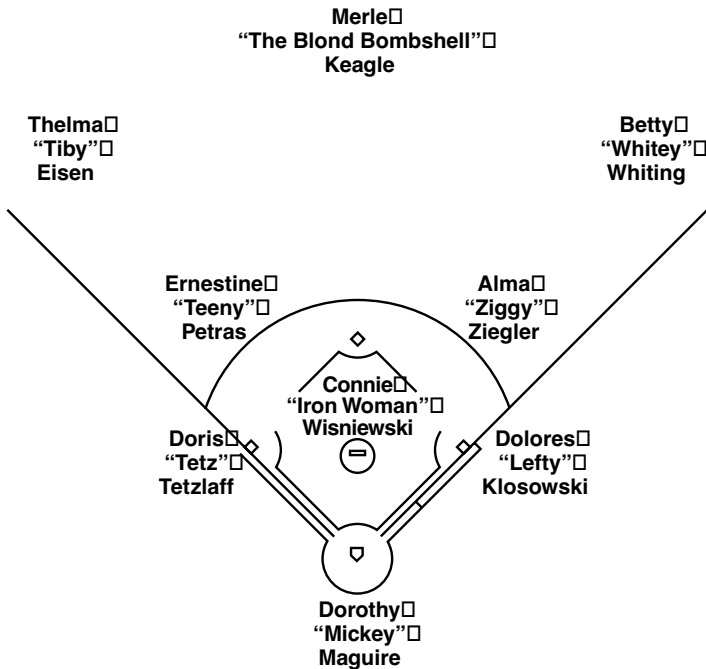 Merle
“The Blond Bombshell”
Keagle
Thelma
“Tiby”
Eisen
Betty
“Whitey”
Whiting
Ernestine
“Teeny”
Petras
Alma
“Ziggy”
Ziegler
Connie
“Iron Woman”
Wisniewski
Doris
“Tetz”
Tetzlaff
Dolores
“Lefty”
Klosowski
Dorothy
“Mickey”
Maguire